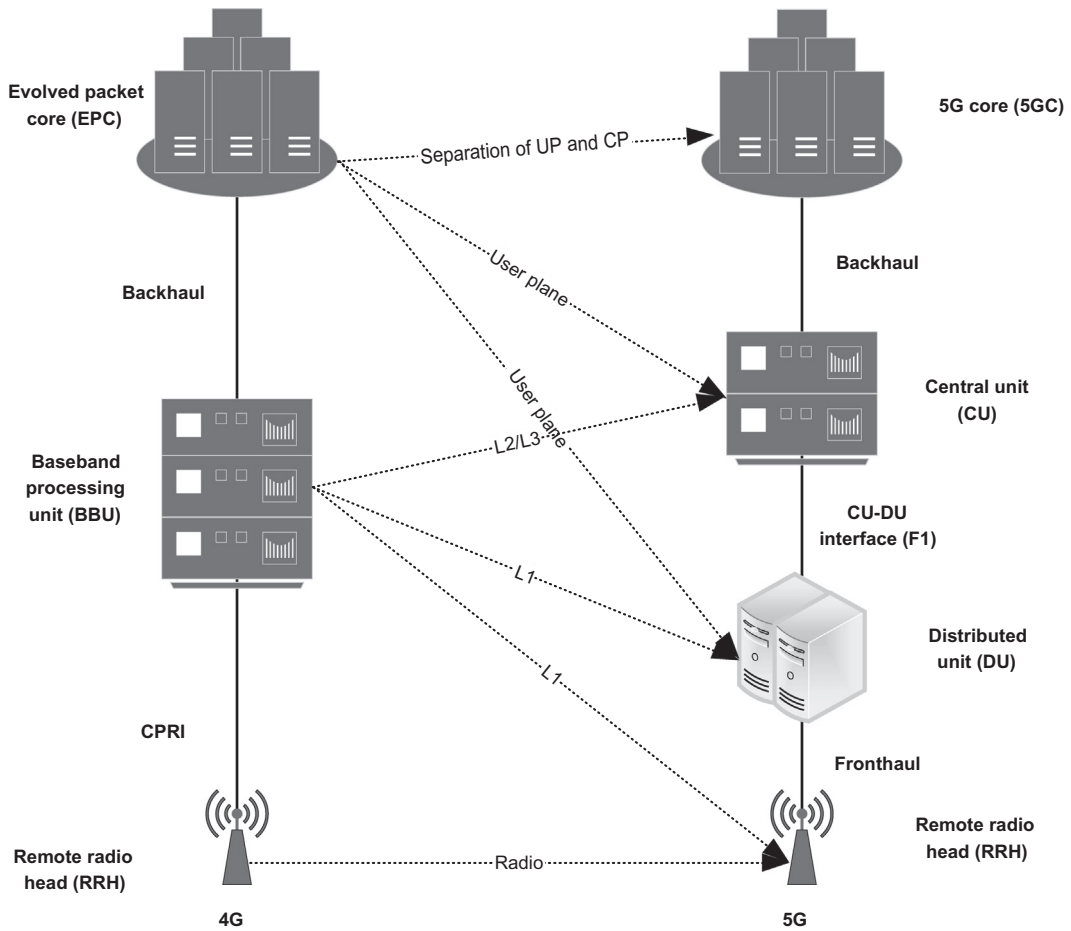 Evolved packet
core (EPC)
5G core (5GC)
Separation of UP and CP
Backhaul
Backhaul
User plane
User plane
Central unit
(CU)
L2/L3
Baseband
processing
unit (BBU)
CU-DU
interface (F1)
L1
L1
Distributed
unit (DU)
CPRI
Fronthaul
Remote radio
head (RRH)
Radio
Remote radio
head (RRH)
4G
5G